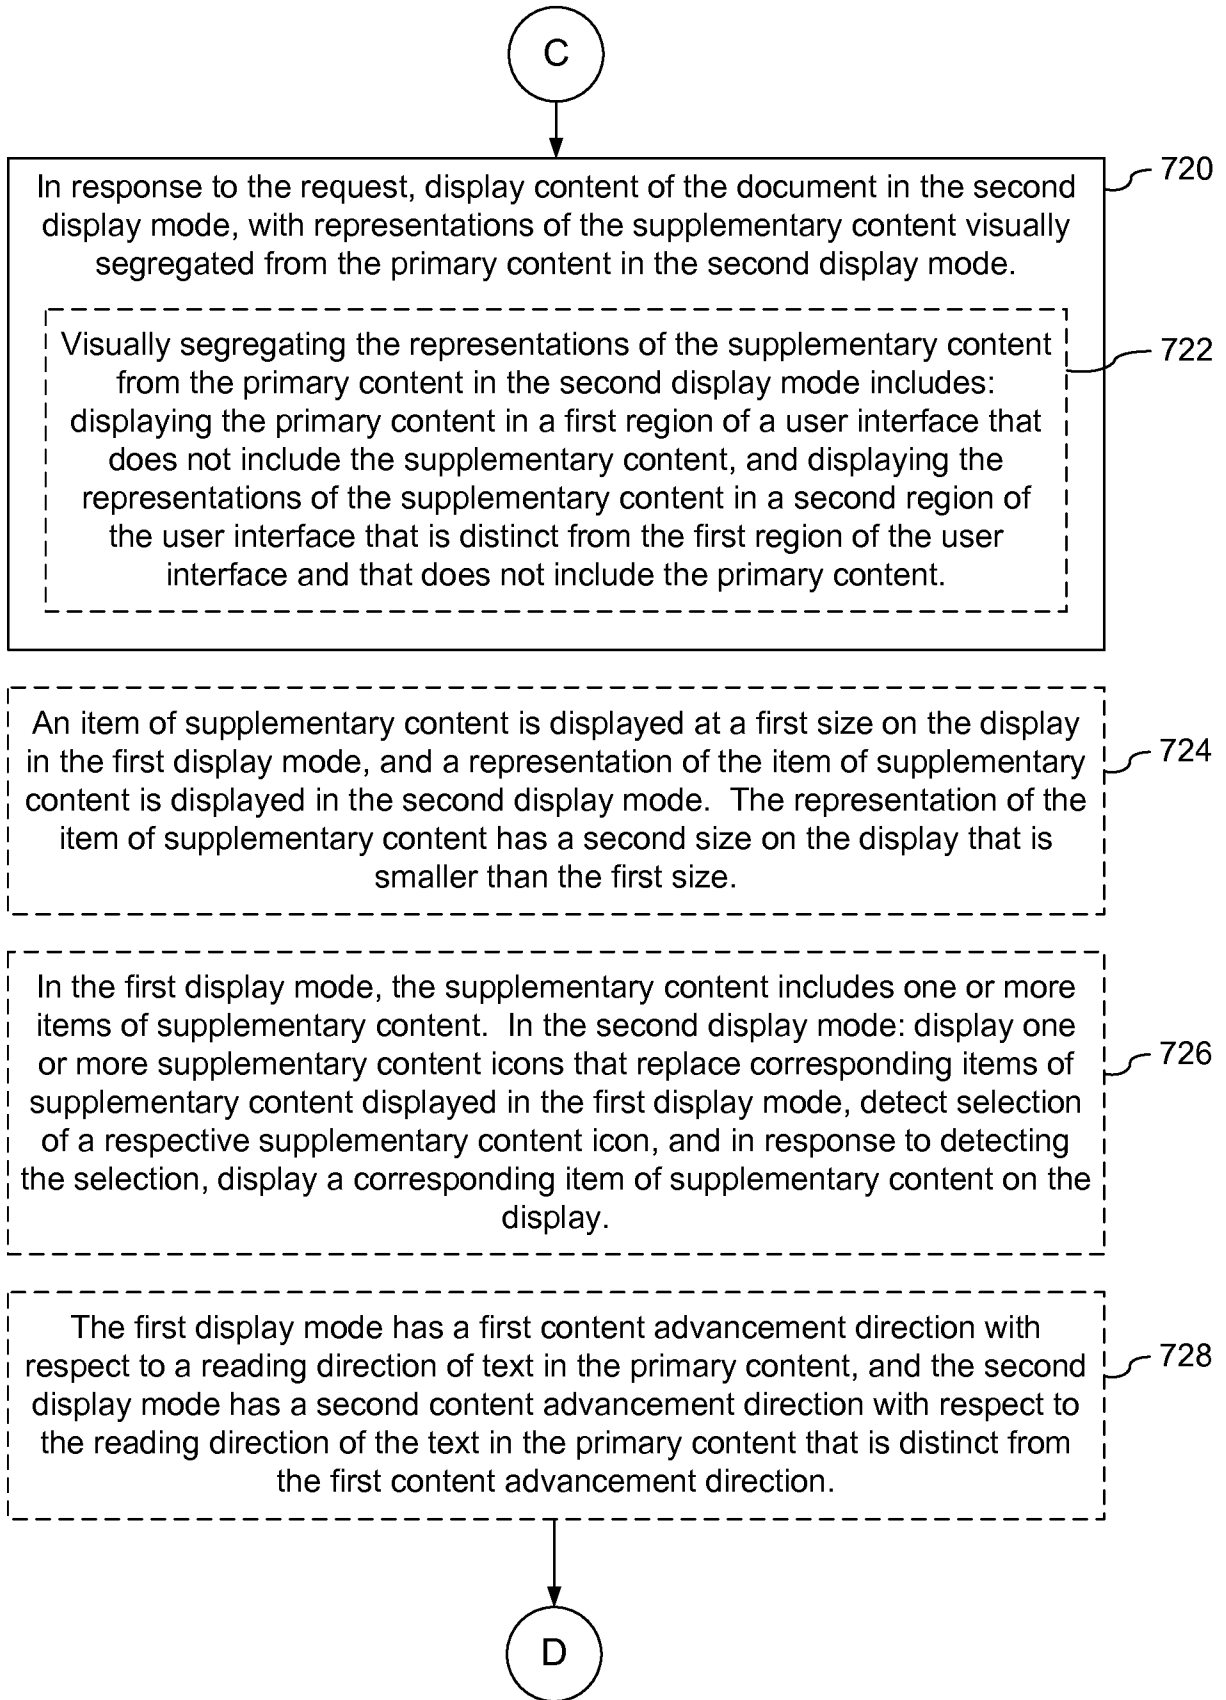 C
720
In response to the request, display content of the document in the second
display mode, with representations of the supplementary content visually
segregated from the primary content in the second display mode.
722
Visually segregating the representations of the supplementary content
from the primary content in the second display mode includes:
displaying the primary content in a first region of a user interface that
does not include the supplementary content, and displaying the
representations of the supplementary content in a second region of
the user interface that is distinct from the first region of the user
interface and that does not include the primary content.
724
An item of supplementary content is displayed at a first size on the display
in the first display mode, and a representation of the item of supplementary
content is displayed in the second display mode.  The representation of the
item of supplementary content has a second size on the display that is
smaller than the first size.
726
In the first display mode, the supplementary content includes one or more
items of supplementary content.  In the second display mode: display one
or more supplementary content icons that replace corresponding items of
supplementary content displayed in the first display mode, detect selection
of a respective supplementary content icon, and in response to detecting
the selection, display a corresponding item of supplementary content on the
display.
728
The first display mode has a first content advancement direction with
respect to a reading direction of text in the primary content, and the second
display mode has a second content advancement direction with respect to
the reading direction of the text in the primary content that is distinct from
the first content advancement direction.
D